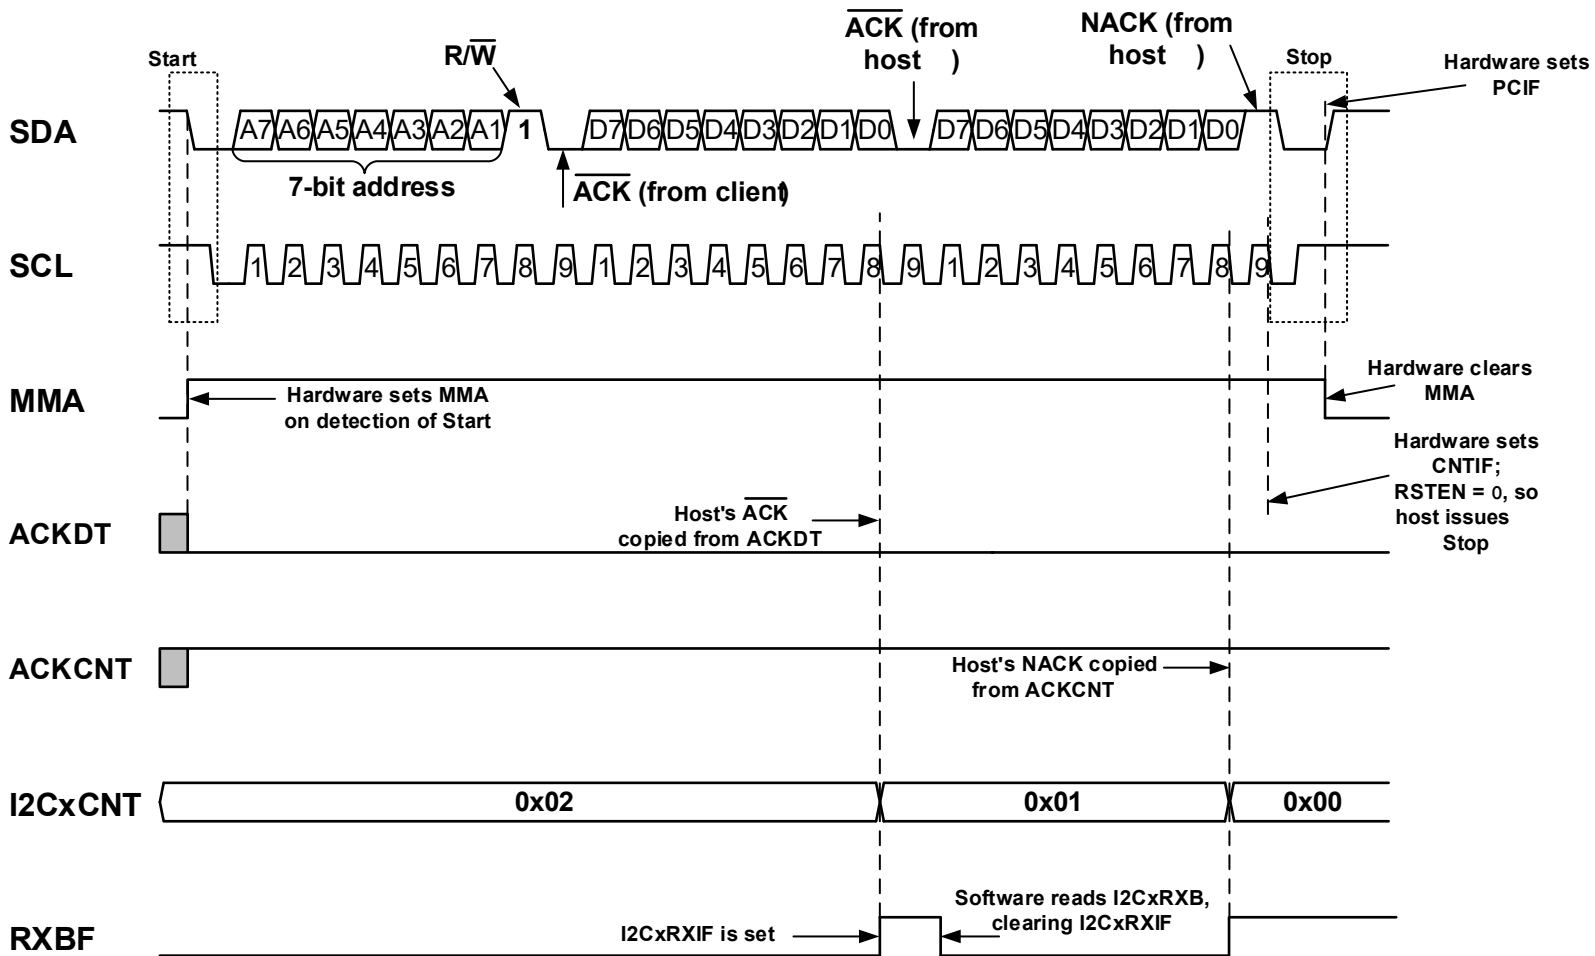 ACK (from
host )
NACK (from
host )
Start
R/W
Stop
Hardware sets
PCIF
SDA
A7 A6 A5 A4 A3 A2 A1 1 D7 D6 D5 D4 D3 D2 D1 D0 D7 D6 D5 D4 D3 D2 D1 D0
7-bit address
ACK (from client)
SCL
1 2 3 4 5 6 7 8 9 1 2 3 4 5 6 7 8 9 1 2 3 4 5 6 7 8 9
MMA
Hardware sets MMA
on detection of Start
Hardware clears
MMA
Hardware sets
CNTIF;
RSTEN = 0, so
host issues
Stop
ACKDT
Host's ACK
copied from ACKDT
ACKCNT
Host's NACK copied
from ACKCNT
I2CxCNT
0x02 0x01 0x00
RXBF
I2CxRXIF is set
Software reads I2CxRXB,
clearing I2CxRXIF